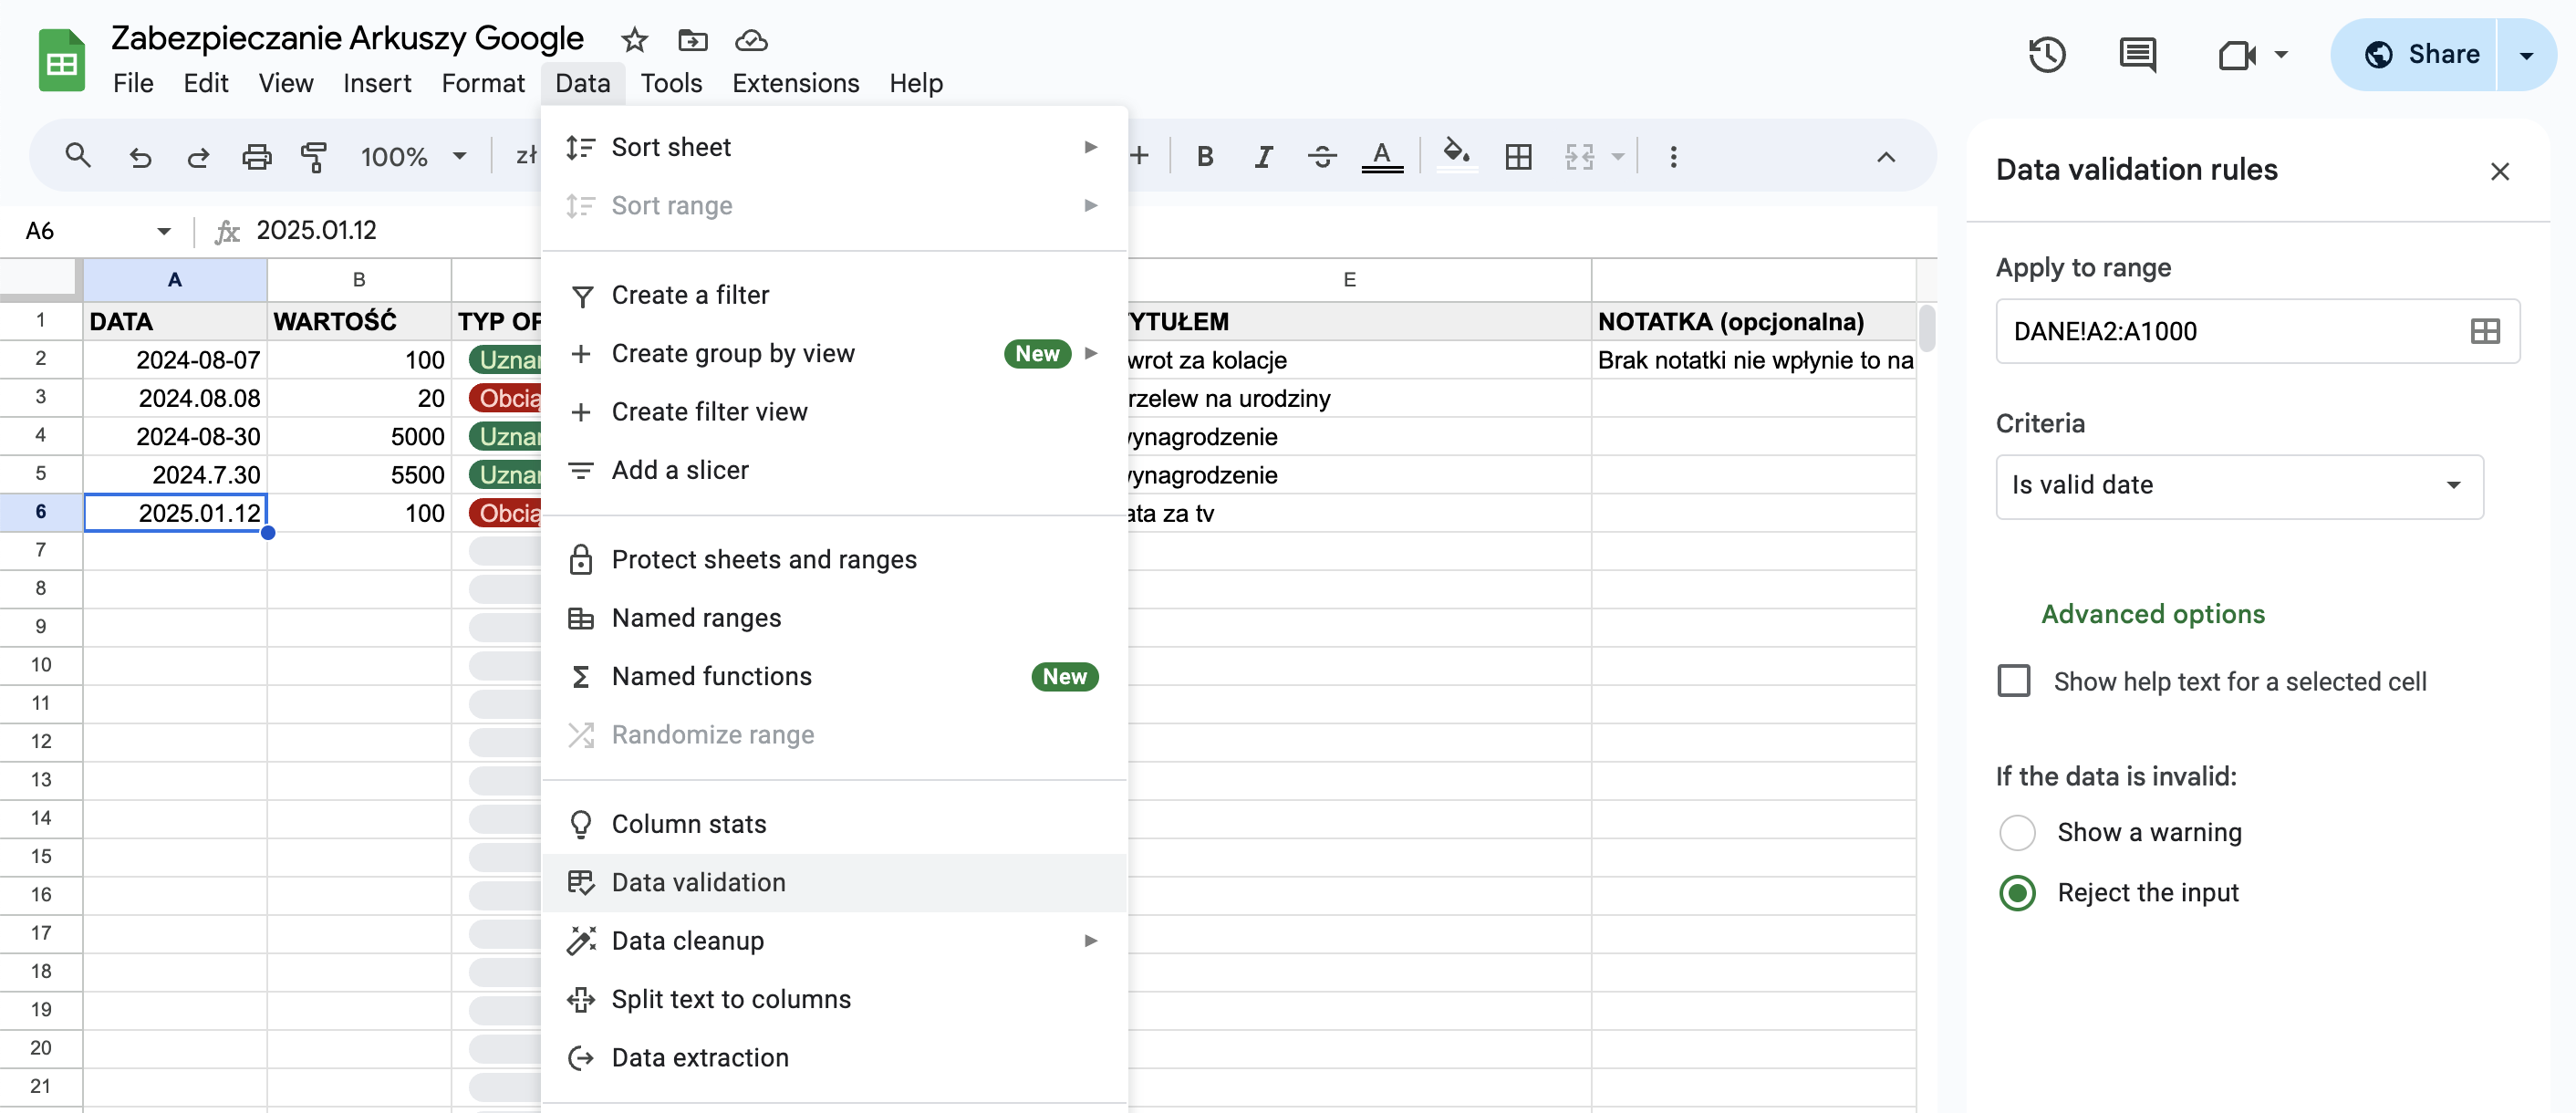 Zabezpieczanie Arkuszy Google
File Edit View Insert Format Data Tools Extensions Help
Share
100% zł
B I A
A6 2025.01.12
A B E
1 DATA WARTOŚĆ TYP OP YTUŁEM NOTATKA (opcjonalna)
2 2024-08-07 100 Uznan wrot za kolacje Brak notatki nie wpłynie to na
3 2024.08.08 20 Obcią rzelew na urodziny
4 2024-08-30 5000 Uznan ynagrodzenie
5 2024.7.30 5500 Uznan ynagrodzenie
6 2025.01.12 100 Obcią ata za tv
7
8
9
10
11
12
13
14
15
16
17
18
19
20
21
Sort sheet
Sort range
Create a filter
Create group by view New
Create filter view
Add a slicer
Protect sheets and ranges
Named ranges
Named functions New
Randomize range
Column stats
Data validation
Data cleanup
Split text to columns
Data extraction
Data validation rules
Apply to range
DANE!A2:A1000
Criteria
Is valid date
Advanced options
Show help text for a selected cell
If the data is invalid:
Show a warning
Reject the input